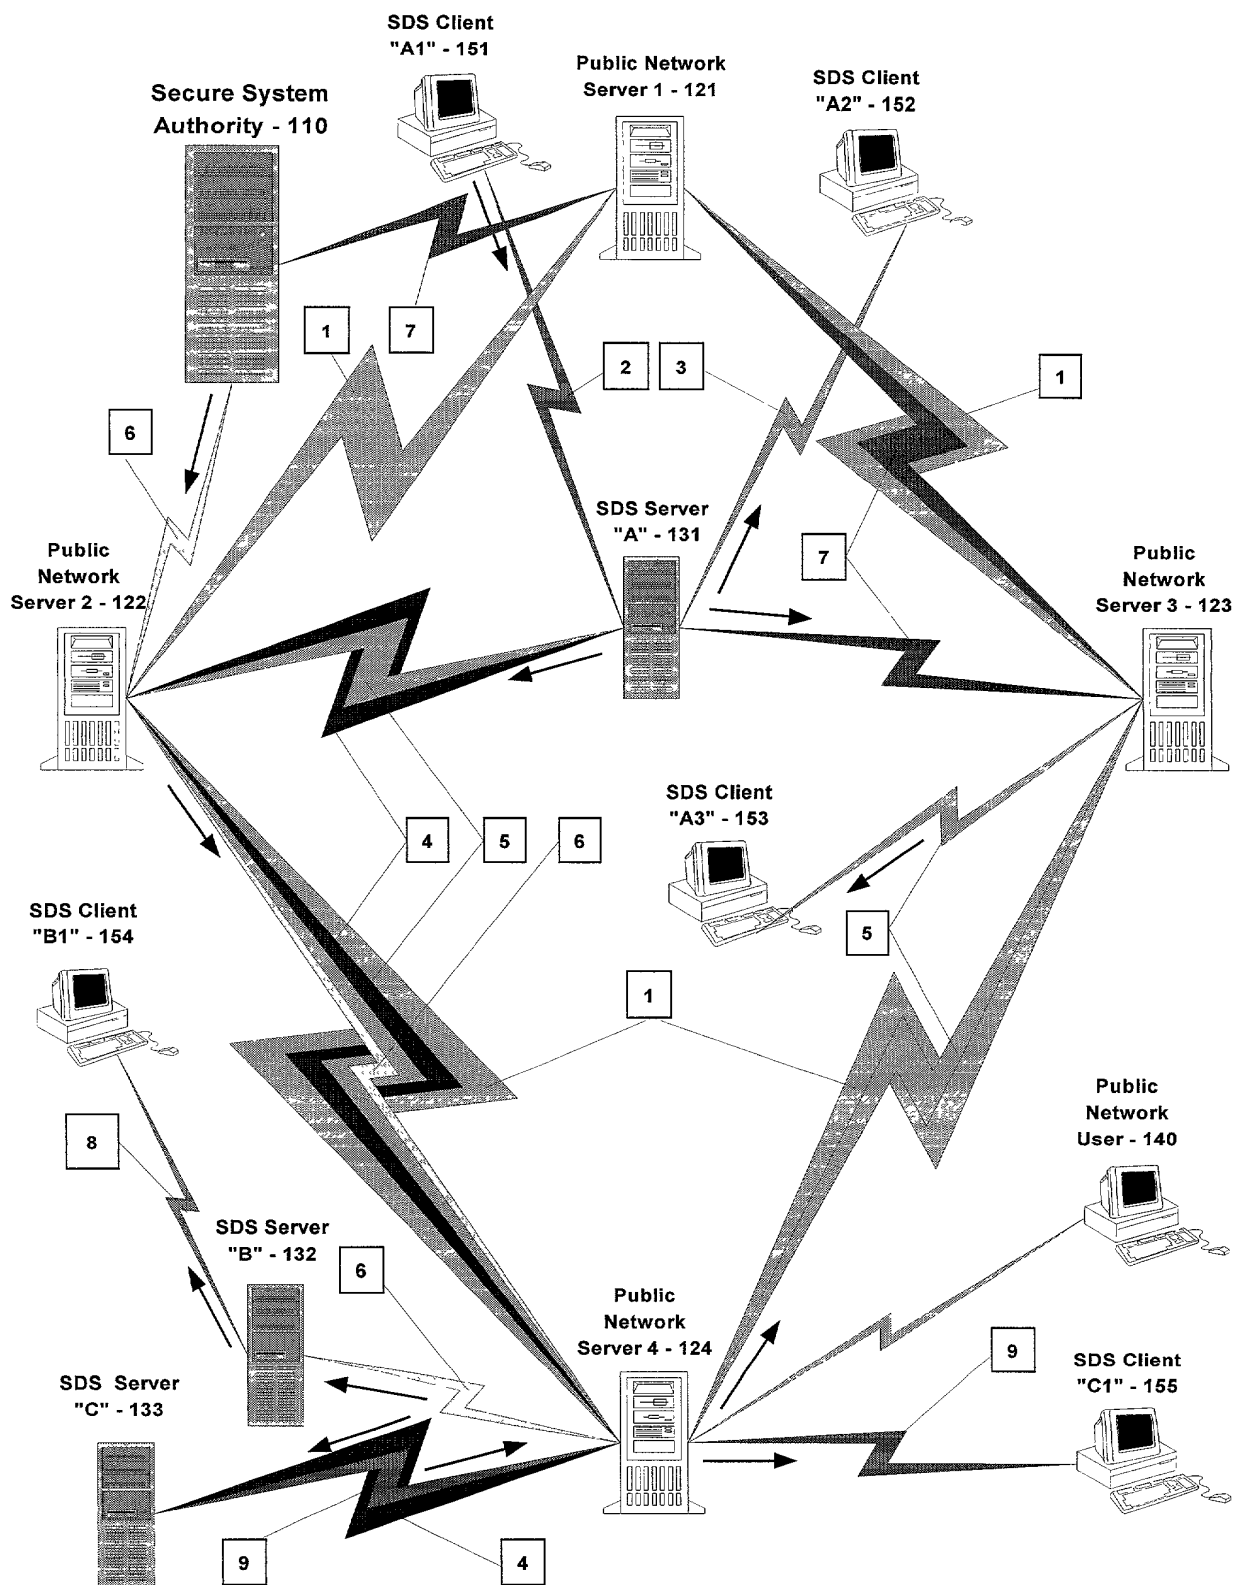 SDS Client
"A1" - 151
Public Network
Server 1 - 121
SDS Client
"A2" - 152
Secure System
Authority - 110
1
7
2
3
1
6
SDS Server
"A" - 131
7
Public
Network
Server 2 - 122
Public
Network
Server 3 - 123
SDS Client
"A3" - 153
4
5
6
SDS Client
"B1" - 154
5
1
Public
Network
User - 140
8
SDS Server
"B" - 132
6
Public
Network
Server 4 - 124
9
SDS Client
"C1" - 155
SDS Server
"C" - 133
9
4